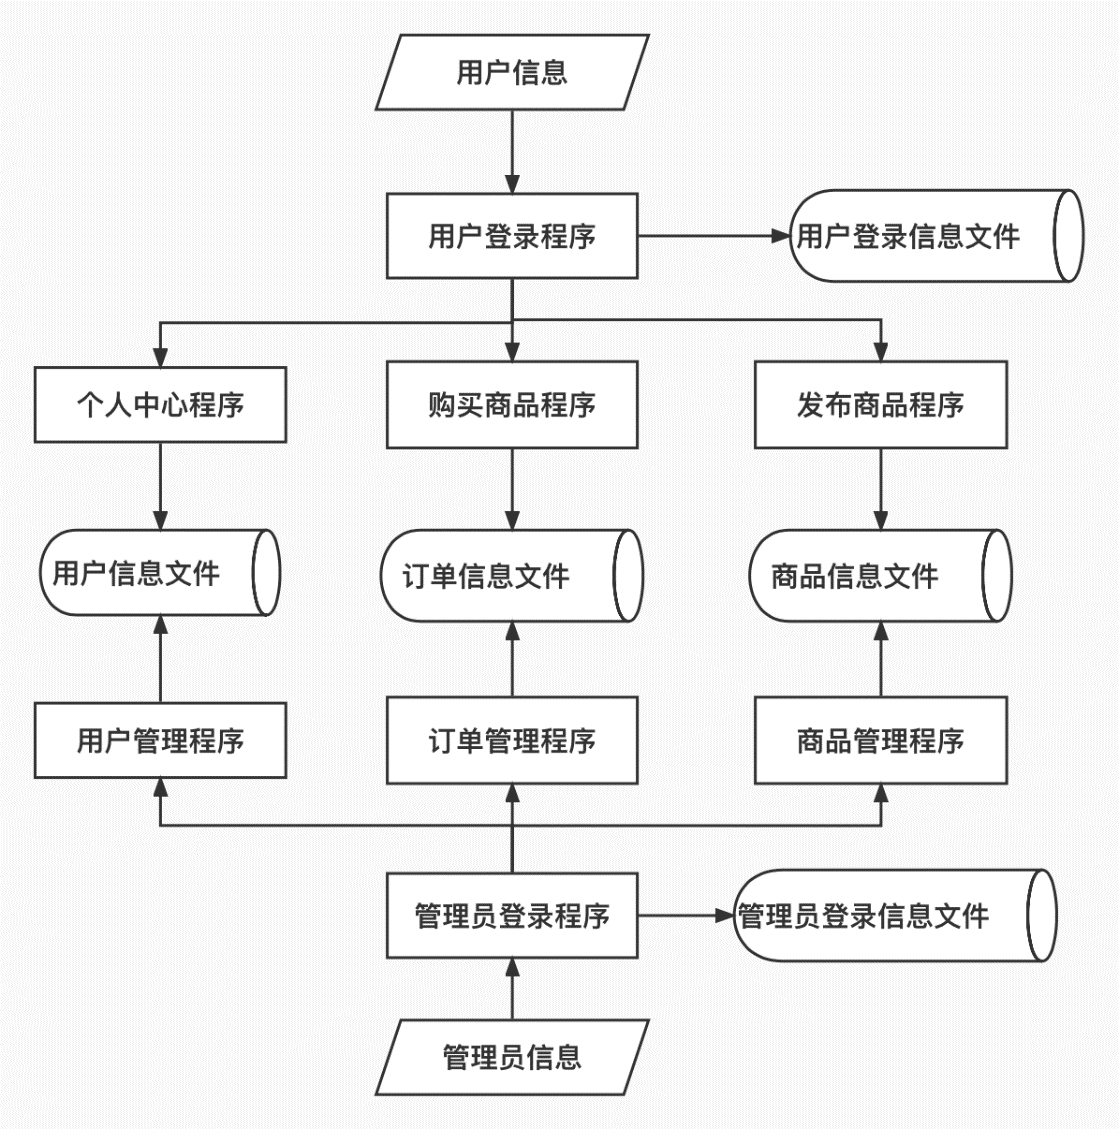 用户信息
用户登录程序
用户登录信息文件
个人中心程序
购买商品程序
发布商品程序
用户信息文件
订单信息文件
商品信息文件
用户管理程序
订单管理程序
商品管理程序
管理员登录程序
管理员登录信息文件
管理员信息